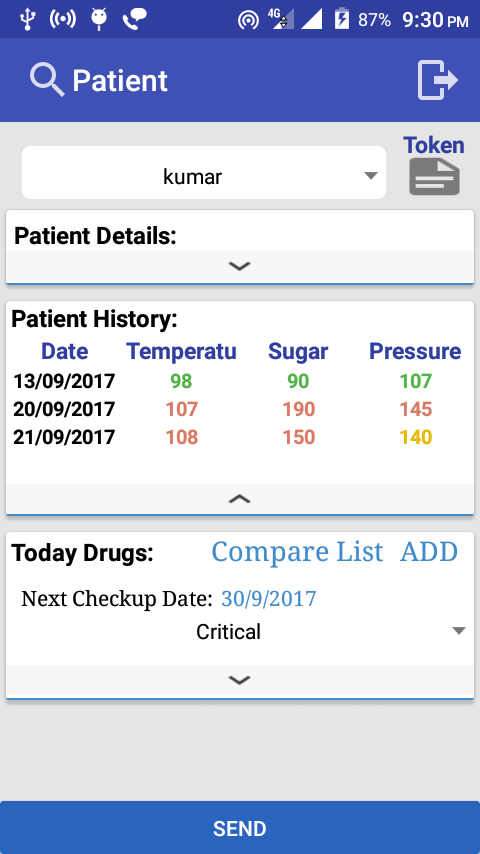 4G 87% 9:30 PM
Patient
Token
kumar
Patient Details:
Patient History:
Date Temperatu Sugar Pressure
13/09/2017 98 90 107
20/09/2017 107 190 145
21/09/2017 108 150 140
Today Drugs: Compare List ADD
Next Checkup Date: 30/9/2017
Critical
SEND